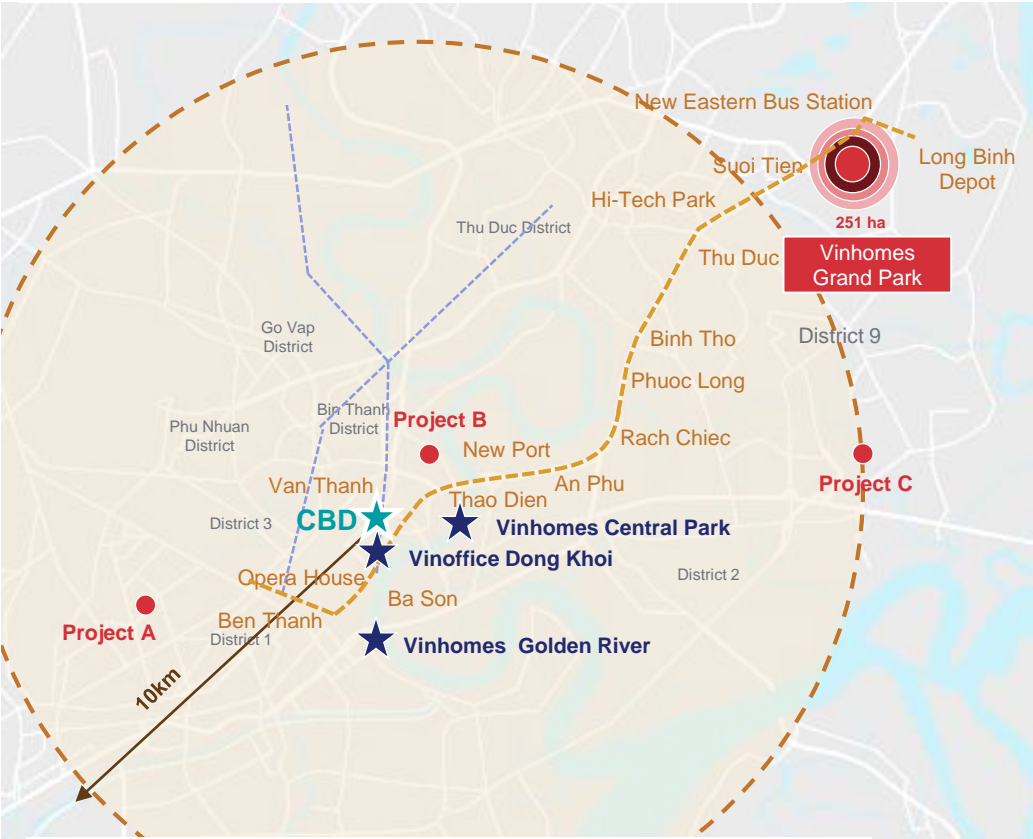 New Eastern Bus Station
Suoi Tien
Long Binh
Depot
Hi-Tech Park
251 ha
Thu Duc District
Thu Duc
Vinhomes
Grand Park
Go Vap
District
Binh Tho
District 9
Phuoc Long
Bin Thanh
District
Phu Nhuan
District
Project B
Rach Chiec
New Port
An Phu
Project C
Van Thanh
Thao Dien
District 3
CBD
Vinhomes Central Park
Vinoffice Dong Khoi
Opera House
District 2
Ba Son
Ben Thanh
Project A
District 1
Vinhomes  Golden River
10km